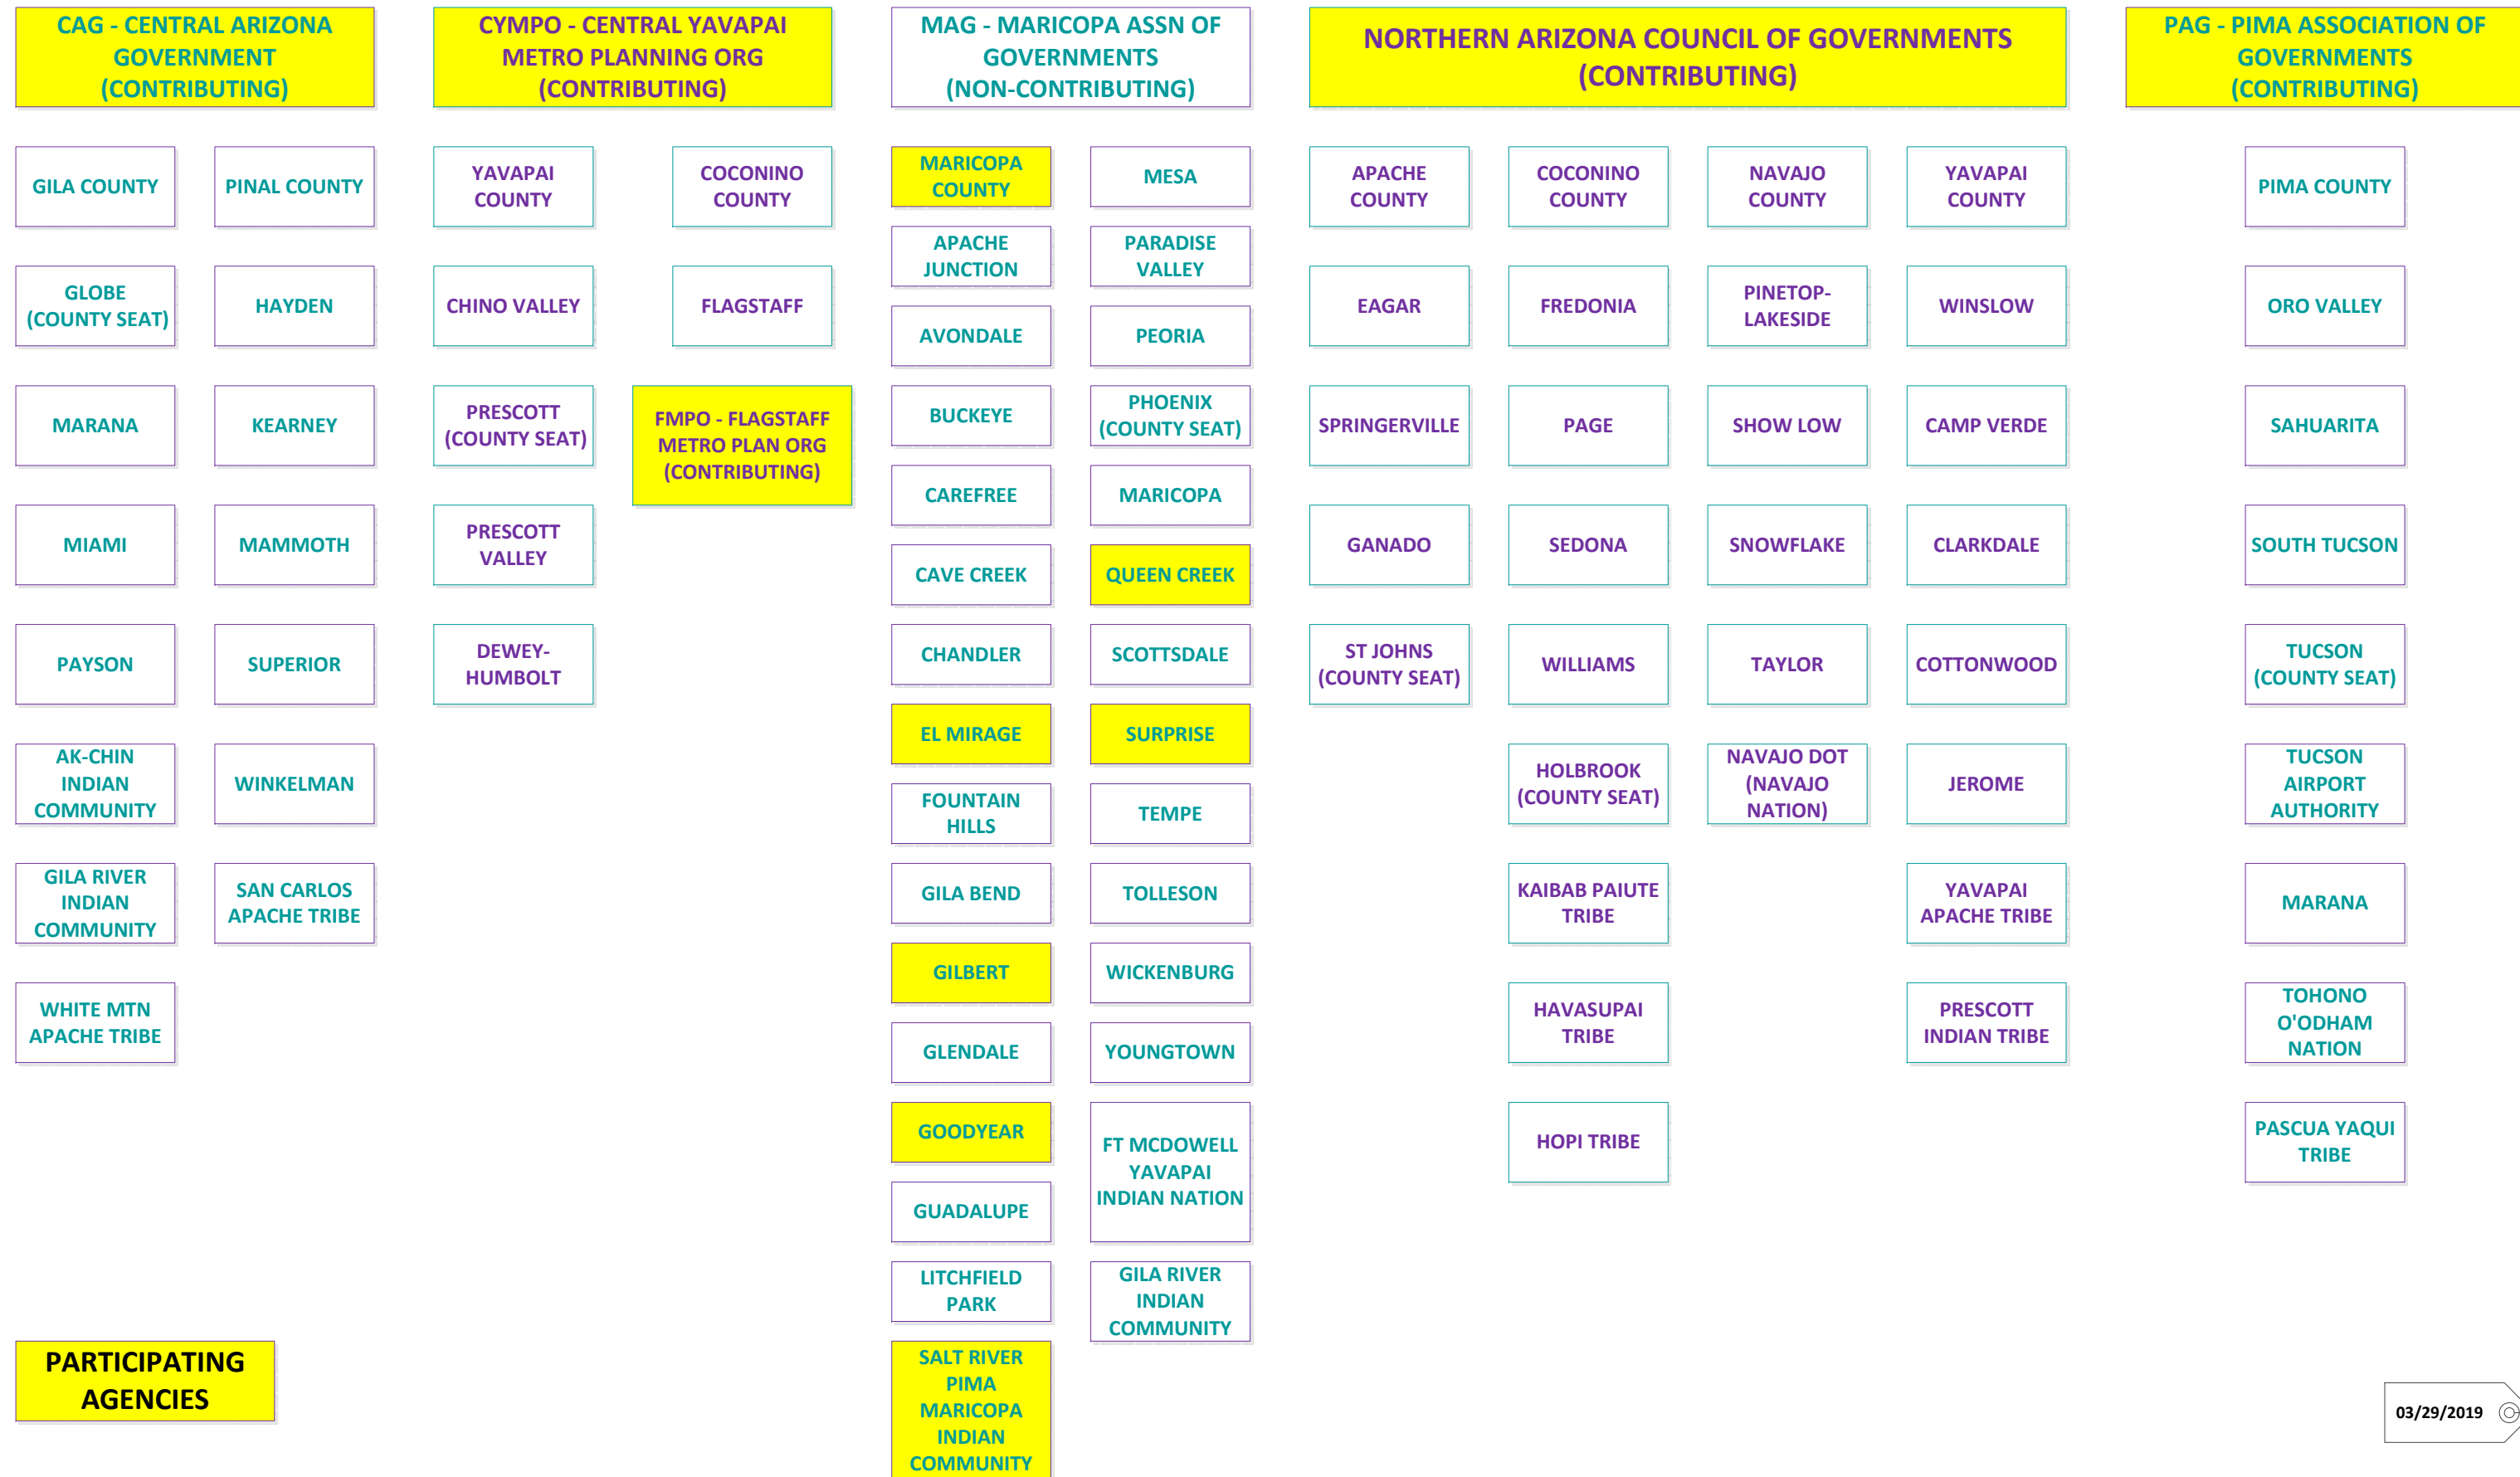 CAG - CENTRAL ARIZONA
GOVERNMENT
(CONTRIBUTING)
GILA COUNTY
PINAL COUNTY
GLOBE
(COUNTY SEAT)
HAYDEN
MARANA
KEARNEY
MIAMI
MAMMOTH
PAYSON
SUPERIOR
AK-CHIN
INDIAN
COMMUNITY
WINKELMAN
GILA RIVER
INDIAN
COMMUNITY
SAN CARLOS
APACHE TRIBE
WHITE MTN
APACHE TRIBE
CYMPO - CENTRAL YAVAPAI
METRO PLANNING ORG
(CONTRIBUTING)
YAVAPAI
COUNTY
COCONINO
COUNTY
CHINO VALLEY
FLAGSTAFF
PRESCOTT
(COUNTY SEAT)
FMPO - FLAGSTAFF
METRO PLAN ORG
(CONTRIBUTING)
PRESCOTT
VALLEY
DEWEY-
HUMBOLT
MAG - MARICOPA ASSN OF
GOVERNMENTS
(NON-CONTRIBUTING)
MARICOPA
COUNTY
MESA
APACHE
JUNCTION
PARADISE
VALLEY
AVONDALE
PEORIA
BUCKEYE
PHOENIX
(COUNTY SEAT)
CAREFREE
MARICOPA
CAVE CREEK
QUEEN CREEK
CHANDLER
SCOTTSDALE
EL MIRAGE
SURPRISE
FOUNTAIN
HILLS
TEMPE
GILA BEND
TOLLESON
GILBERT
WICKENBURG
GLENDALE
YOUNGTOWN
GOODYEAR
FT MCDOWELL
YAVAPAI
INDIAN NATION
GUADALUPE
LITCHFIELD
PARK
GILA RIVER
INDIAN
COMMUNITY
SALT RIVER
PIMA
MARICOPA
INDIAN
COMMUNITY
NORTHERN ARIZONA COUNCIL OF GOVERNMENTS
(CONTRIBUTING)
APACHE
COUNTY
COCONINO
COUNTY
NAVAJO
COUNTY
YAVAPAI
COUNTY
EAGAR
FREDONIA
PINETOP-
LAKESIDE
WINSLOW
SPRINGERVILLE
PAGE
SHOW LOW
CAMP VERDE
GANADO
SEDONA
SNOWFLAKE
CLARKDALE
ST JOHNS
(COUNTY SEAT)
WILLIAMS
TAYLOR
COTTONWOOD
HOLBROOK
(COUNTY SEAT)
NAVAJO DOT
(NAVAJO
NATION)
JEROME
KAIBAB PAIUTE
TRIBE
YAVAPAI
APACHE TRIBE
HAVASUPAI
TRIBE
PRESCOTT
INDIAN TRIBE
HOPI TRIBE
PAG - PIMA ASSOCIATION OF
GOVERNMENTS
(CONTRIBUTING)
PIMA COUNTY
ORO VALLEY
SAHUARITA
SOUTH TUCSON
TUCSON
(COUNTY SEAT)
TUCSON
AIRPORT
AUTHORITY
MARANA
TOHONO
O'ODHAM
NATION
PASCUA YAQUI
TRIBE
PARTICIPATING
AGENCIES
03/29/2019